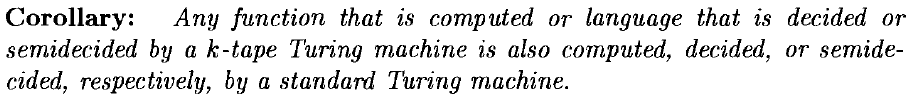 Corollary: Any function that is computed or language that is decided or
semidecided by a k-tape Turing machine is also computed, decided, or semide-
cided, respectively, by a standard Turing machine.